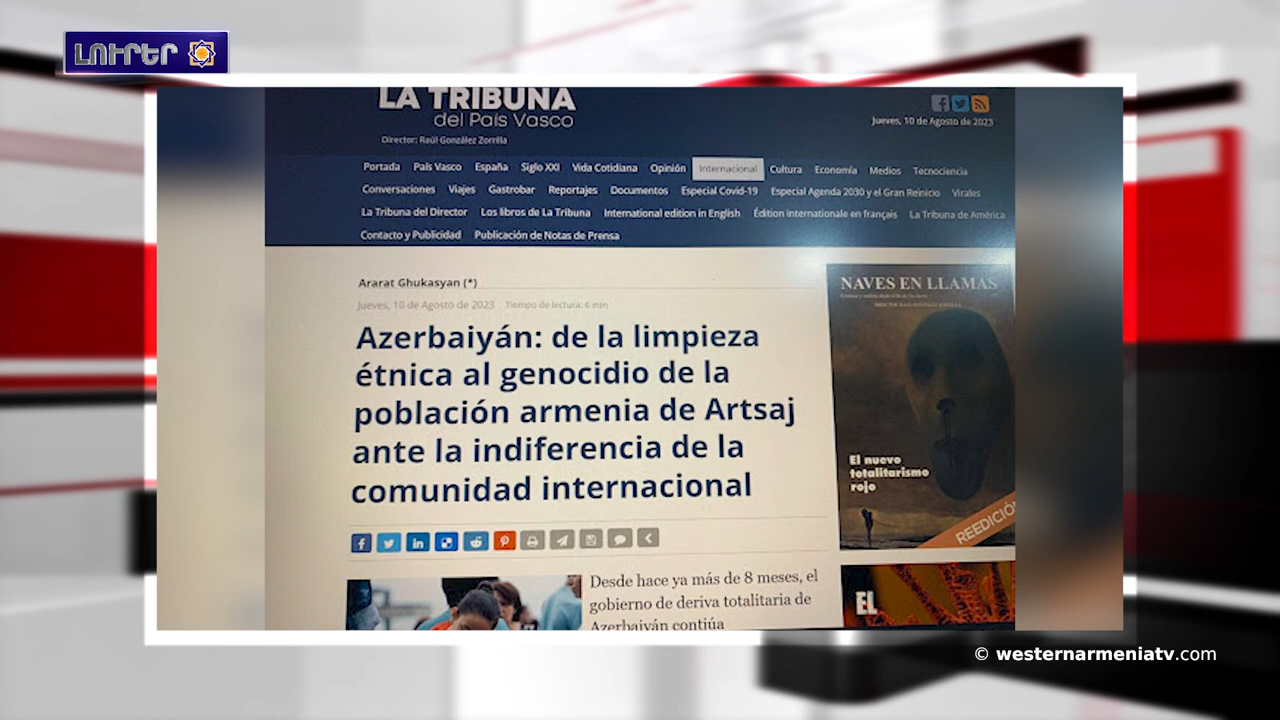 ԼՈՒՐԵՐ
LA TRIBUNA
del País Vasco
Director: Raúl González Zorrilla
Jueves, 10 de Agosto de 2023
Portada País Vasco España Siglo XXI Vida Cotidiana Opinión Internacional Cultura Economía Medios Tecnociencia
Conversaciones Viajes Gastrobar Reportajes Documentos Especial Covid-19 Especial Agenda 2030 y el Gran Reinicio Virales
La Tribuna del Director Los libros de La Tribuna International edition in English Édition internationale en français La Tribuna de América
Contacto y Publicidad Publicación de Notas de Prensa
Ararat Ghukasyan (*)
Jueves, 10 de Agosto de 2023 Tiempo de lectura: 6 min
Azerbaiyán: de la limpieza
étnica al genocidio de la
población armenia de Artsaj
ante la indiferencia de la
comunidad internacional
NAVES EN LLAMAS
El nuevo
totalitarismo
rojo
REEDICIÓ
Desde hace ya más de 8 meses, el
gobierno de deriva totalitaria de
Azerbaiyán contiúa
EL
© westernarmeniatv.com